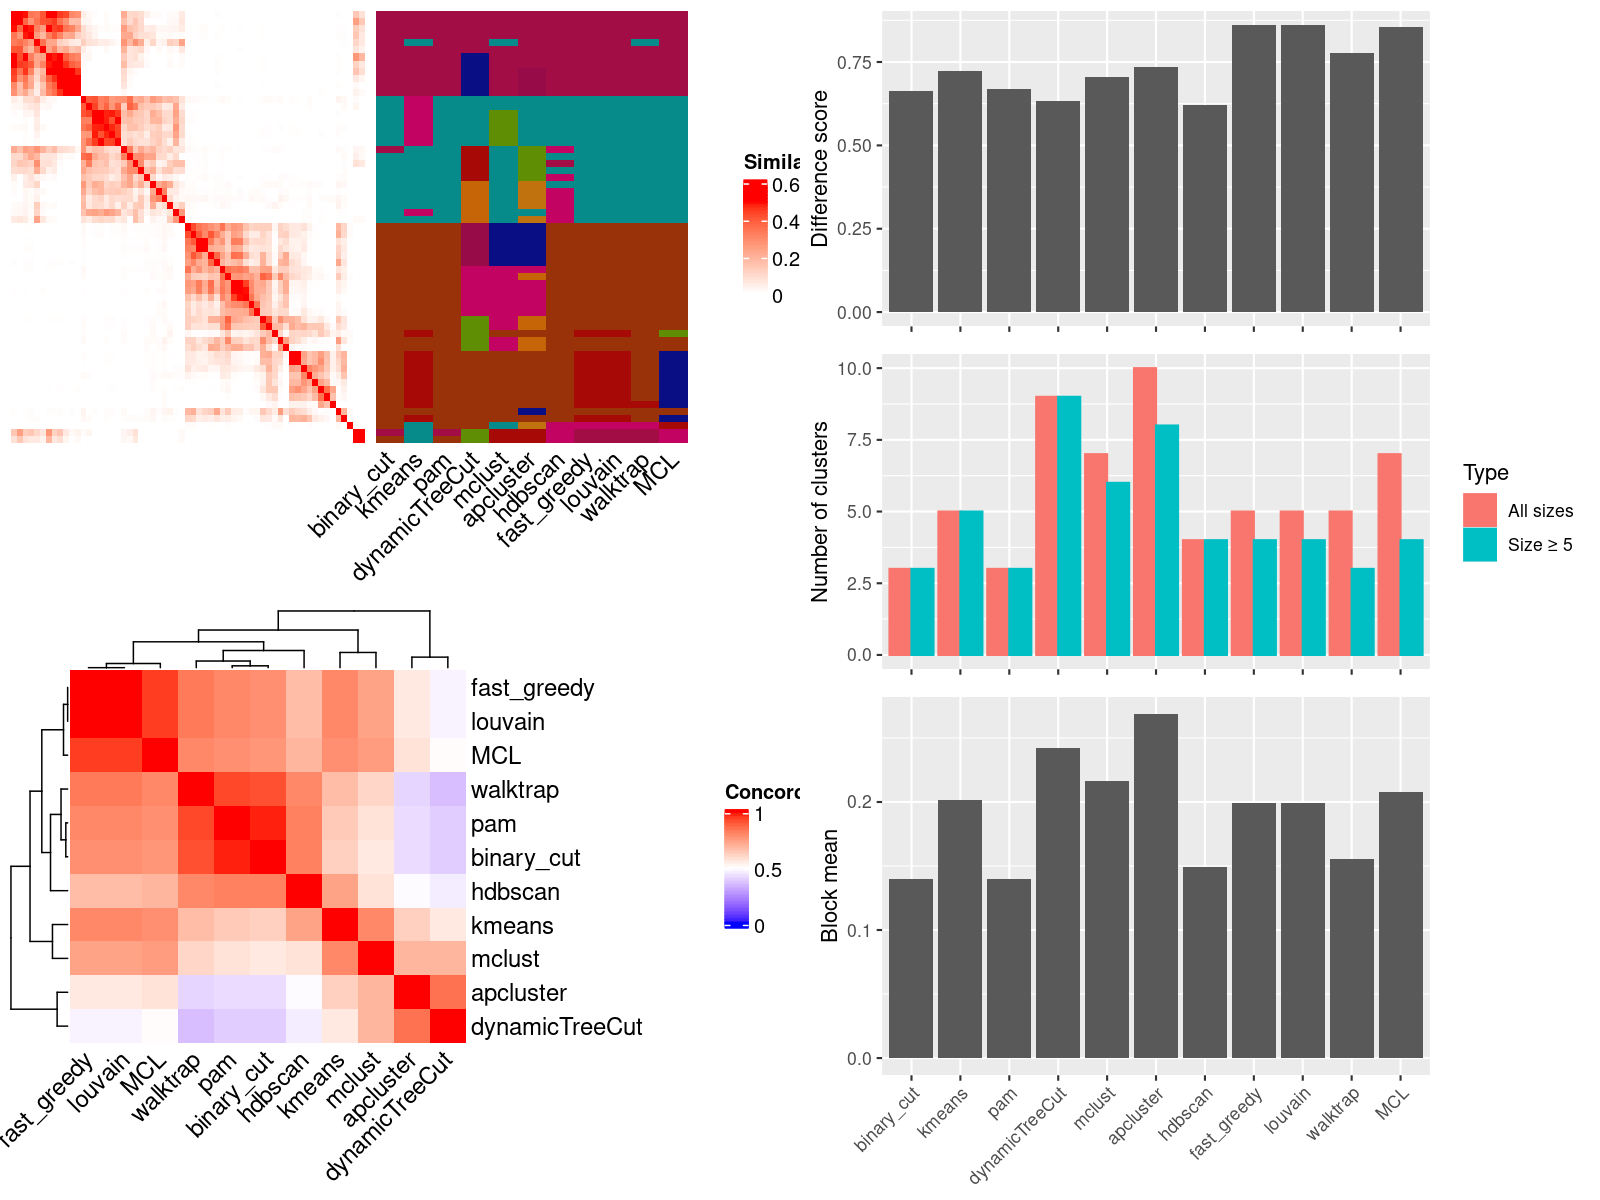 Simila
0.6
0.4
0.2
0
binary_cut
kmeans
pam
dynamicTreeCut
mclust
apcluster
hdbscan
fast_greedy
louvain
walktrap
MCL
Difference score
0.75
0.50
0.25
0.00
Number of clusters
10.0
7.5
5.0
2.5
0.0
Type
All sizes
Size ≥ 5
fast_greedy
louvain
MCL
walktrap
pam
binary_cut
hdbscan
kmeans
mclust
apcluster
dynamicTreeCut
fast_greedy
louvain
MCL
walktrap
pam
binary_cut
hdbscan
kmeans
mclust
apcluster
dynamicTreeCut
Concord
1
0.5
0
Block mean
0.2
0.1
0.0
binary_cut
kmeans
pam
dynamicTreeCut
mclust
apcluster
hdbscan
fast_greedy
louvain
walktrap
MCL